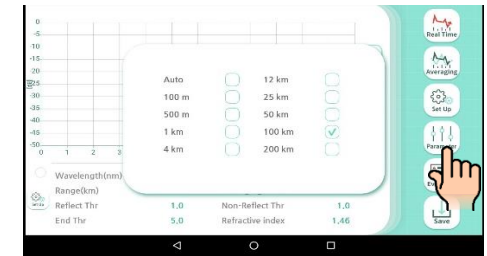 0
-5
-10
-15
-20
-25
-30
-35
-40
-45
-50
0 1 2 3
Auto 12 km
100 m 25 km
500 m 50 km
1 km 100 km
4 km 200 km
Wavelength(nm)
Range(km)
Reflect Thr 1,0 Non-Reflect Thr 1,0
End Thr 5,0 Refractive index 1,46
Real Time
Averaging
Set Up
Parameter
Save